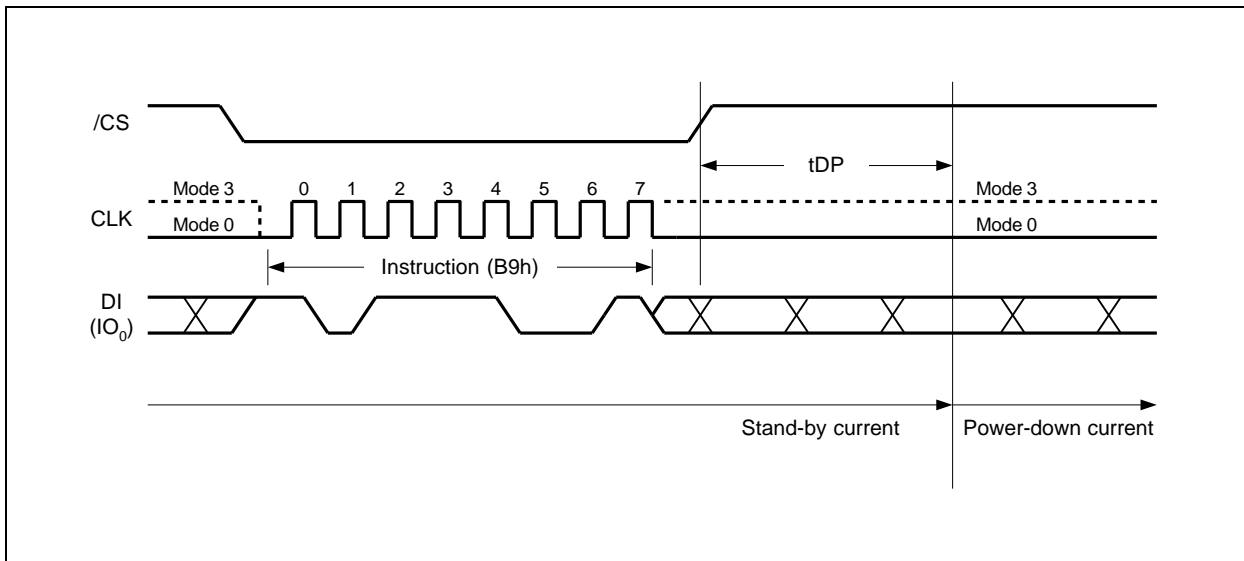 /CS
tDP
Mode 3 0 1 2 3 4 5 6 7 Mode 3
CLK
Mode 0 Mode 0
Instruction (B9h)
DI
(IO0)
Stand-by current Power-down current